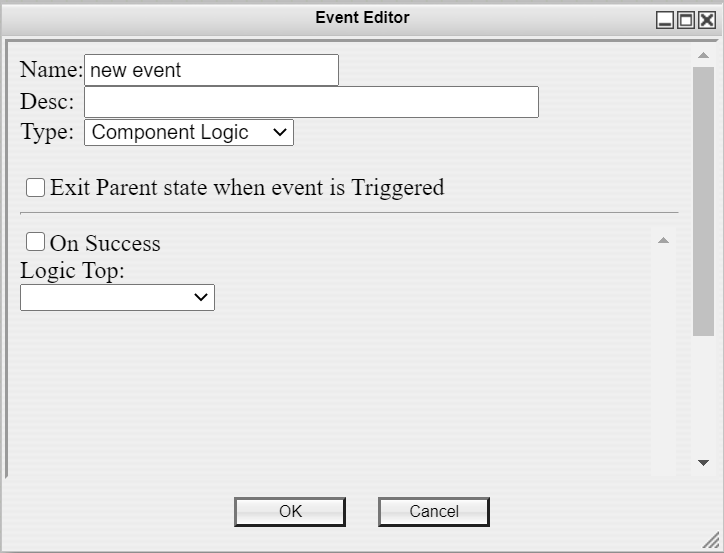 Event Editor
Name: new event
Desc:
Type: Component Logic
Exit Parent state when event is Triggered
On Success
Logic Top:
OK Cancel